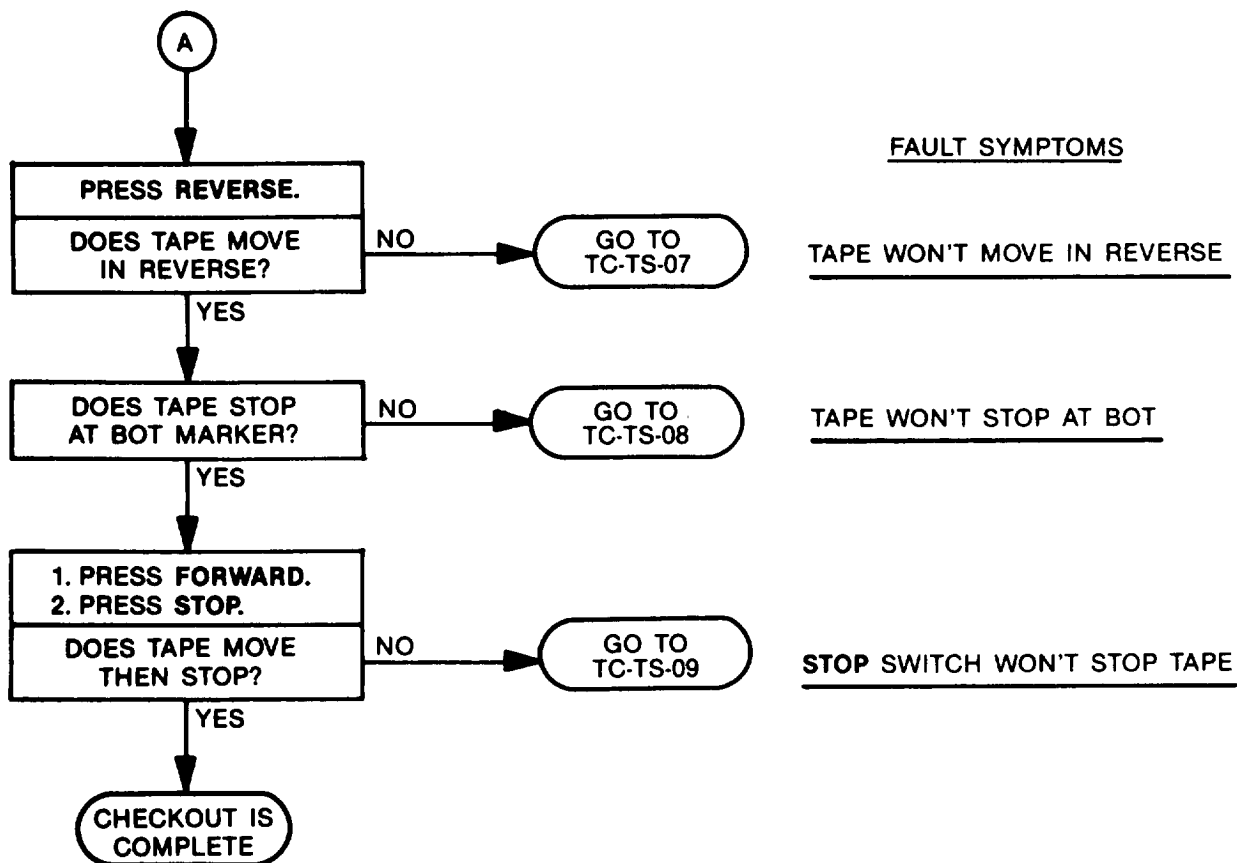 A
FAULT SYMPTOMS
PRESS REVERSE.
DOES TAPE MOVE
IN REVERSE?
NO
GO TO
TC-TS-07
TAPE WON'T MOVE IN REVERSE
YES
DOES TAPE STOP
AT BOT MARKER?
NO
GO TO
TC-TS-08
TAPE WON'T STOP AT BOT
YES
1. PRESS FORWARD.
2. PRESS STOP.
DOES TAPE MOVE
THEN STOP?
NO
GO TO
TC-TS-09
STOP SWITCH WON'T STOP TAPE
YES
CHECKOUT IS
COMPLETE